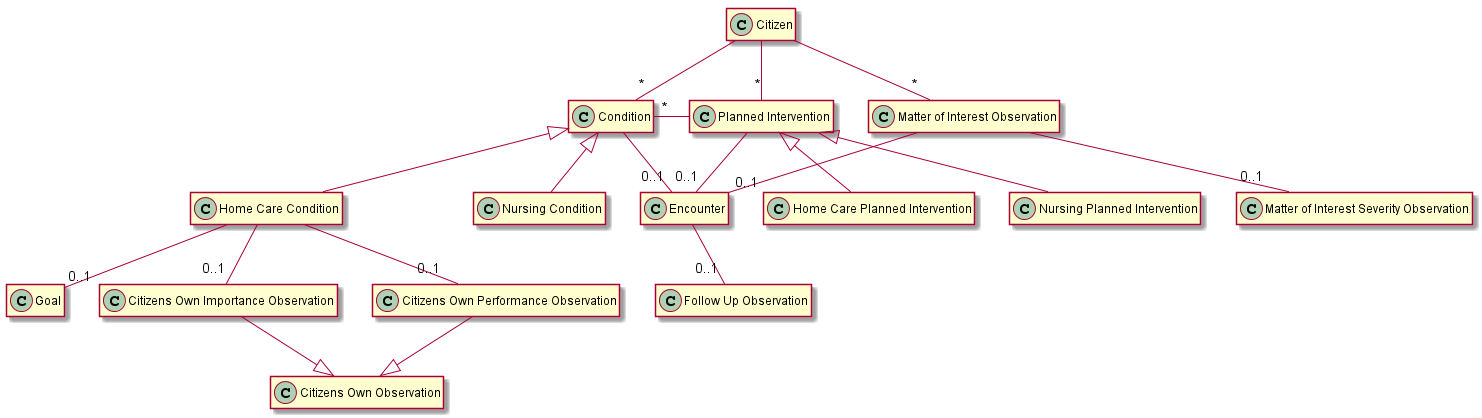 C Citizen
* * *
C Condition * C Planned Intervention C Matter of Interest Observation
0..1 0..1 0..1 0..1
C Home Care Condition C Nursing Condition C Encounter C Home Care Planned Intervention C Nursing Planned Intervention C Matter of Interest Severity Observation
0..1 0..1 0..1 0..1
C Goal C Citizens Own Importance Observation C Citizens Own Performance Observation C Follow Up Observation
C Citizens Own Observation